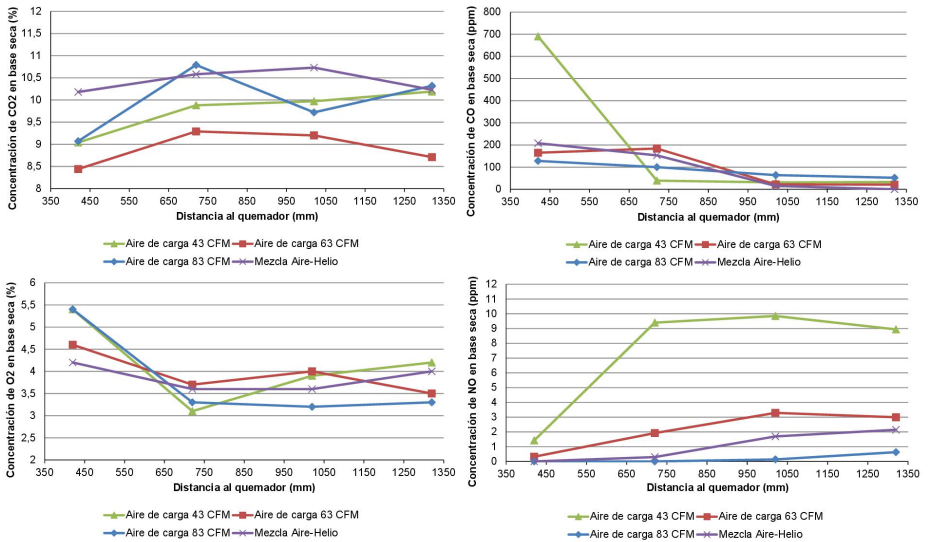 Concentración de CO2 en base seca (%)
12
11,5
11
10,5
10
9,5
9
8,5
8
350 450 550 650 750 850 950 1050 1150 1250 1350
Distancia al quemador (mm)
Aire de carga 43 CFM Aire de carga 63 CFM
Aire de carga 83 CFM Mezcla Aire-Helio
Concentración de CO en base seca (ppm)
800
700
600
500
400
300
200
100
0
350 450 550 650 750 850 950 1050 1150 1250 1350
Distancia al quemador (mm)
Aire de carga 43 CFM Aire de carga 63 CFM
Aire de carga 83 CFM Mezcla Aire-Helio
Concentración de O2 en base seca (%)
6
5,5
5
4,5
4
3,5
3
2,5
2
350 450 550 650 750 850 950 1050 1150 1250 1350
Distancia al quemador (mm)
Aire de carga 43 CFM Aire de carga 63 CFM
Aire de carga 83 CFM Mezcla Aire-Helio
Concentración de NO en base seca (ppm)
12
11
10
9
8
7
6
5
4
3
2
1
0
350 450 550 650 750 850 950 1050 1150 1250 1350
Distancia al quemador (mm)
Aire de carga 43 CFM Aire de carga 63 CFM
Aire de carga 83 CFM Mezcla Aire-Helio